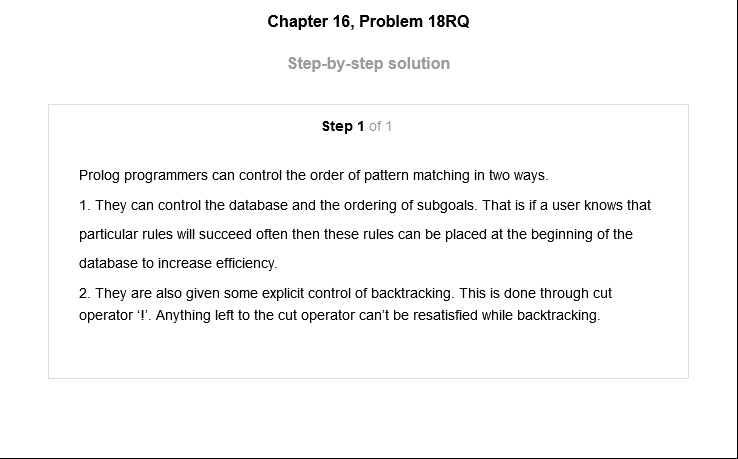 Chapter 16, Problem 18RQ
Step-by-step solution
Step 1 of 1
Prolog programmers can control the order of pattern matching in two ways.
1. They can control the database and the ordering of subgoals. That is if a user knows that
particular rules will succeed often then these rules can be placed at the beginning of the
database to increase efficiency.
2. They are also given some explicit control of backtracking. This is done through cut
operator ‘!’. Anything left to the cut operator can’t be resatisfied while backtracking.